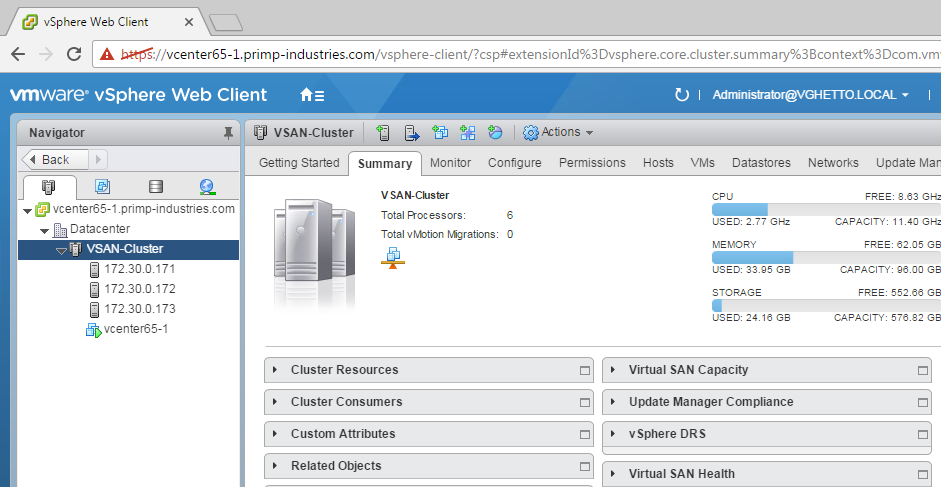 vSphere Web Client
https://vcenter65-1.primp-industries.com/vsphere-client/?csp#extensionId%3Dvsphere.core.cluster.summary%3Bcontext%3Dcom.vm
vmware® vSphere Web Client
Administrator@VGHETTO.LOCAL
Navigator
Back
vcenter65-1.primp-industries.com
Datacenter
VSAN-Cluster
172.30.0.171
172.30.0.172
172.30.0.173
vcenter65-1
VSAN-Cluster Actions
Getting Started Summary Monitor Configure Permissions Hosts VMs Datastores Networks Update Man
VSAN-Cluster
Total Processors: 6
Total vMotion Migrations: 0
CPU FREE: 8.63 GHz
USED: 2.77 GHz CAPACITY: 11.40 GHz
MEMORY FREE: 62.05 GB
USED: 33.95 GB CAPACITY: 96.00 GB
STORAGE FREE: 552.66 GB
USED: 24.16 GB CAPACITY: 576.82 GB
Cluster Resources
Cluster Consumers
Custom Attributes
Related Objects
Virtual SAN Capacity
Update Manager Compliance
vSphere DRS
Virtual SAN Health